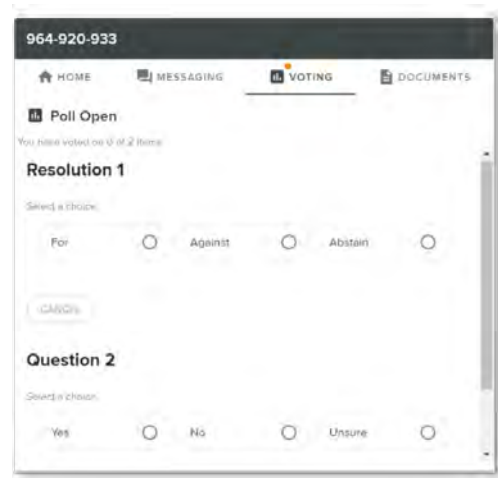 964-920-933
HOME MESSAGING VOTING DOCUMENTS
Poll Open
You have voted on 0 of 2 items
Resolution 1
Select a choice.
For Against Abstain
CANCEL
Question 2
Select a choice.
Yes No Unsure